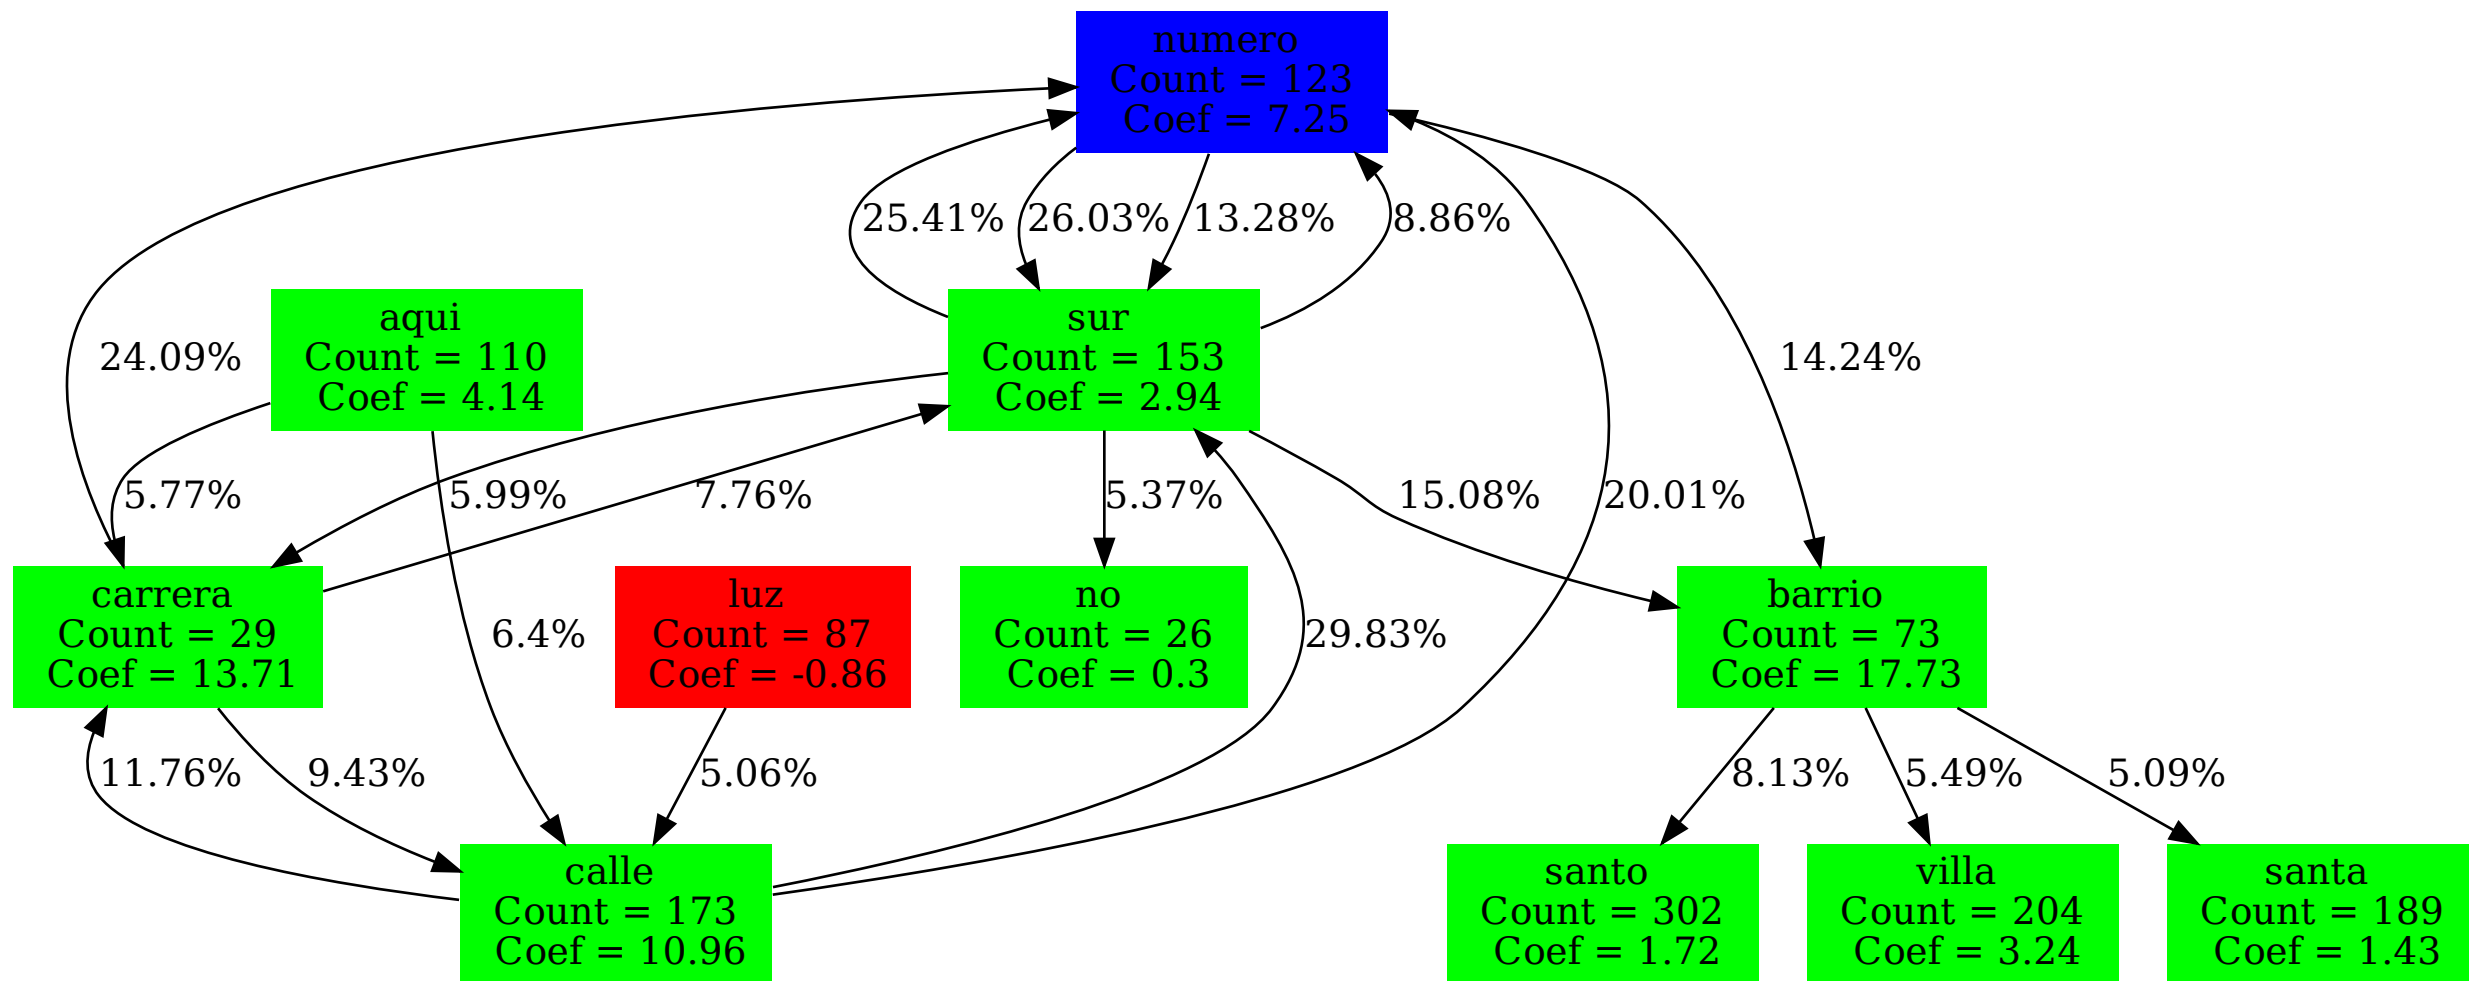 numero
Count = 123
Coef = 7.25
25.41%
26.03%
13.28%
8.86%
24.09%
aqui
Count = 110
Coef = 4.14
sur
Count = 153
Coef = 2.94
14.24%
5.77%
5.99%
7.76%
5.37%
15.08%
20.01%
carrera
Count = 29
Coef = 13.71
6.4%
luz
Count = 87
Coef = -0.86
no
Count = 26
Coef = 0.3
29.83%
barrio
Count = 73
Coef = 17.73
11.76%
9.43%
5.06%
8.13%
5.49%
5.09%
calle
Count = 173
Coef = 10.96
santo
Count = 302
Coef = 1.72
villa
Count = 204
Coef = 3.24
santa
Count = 189
Coef = 1.43